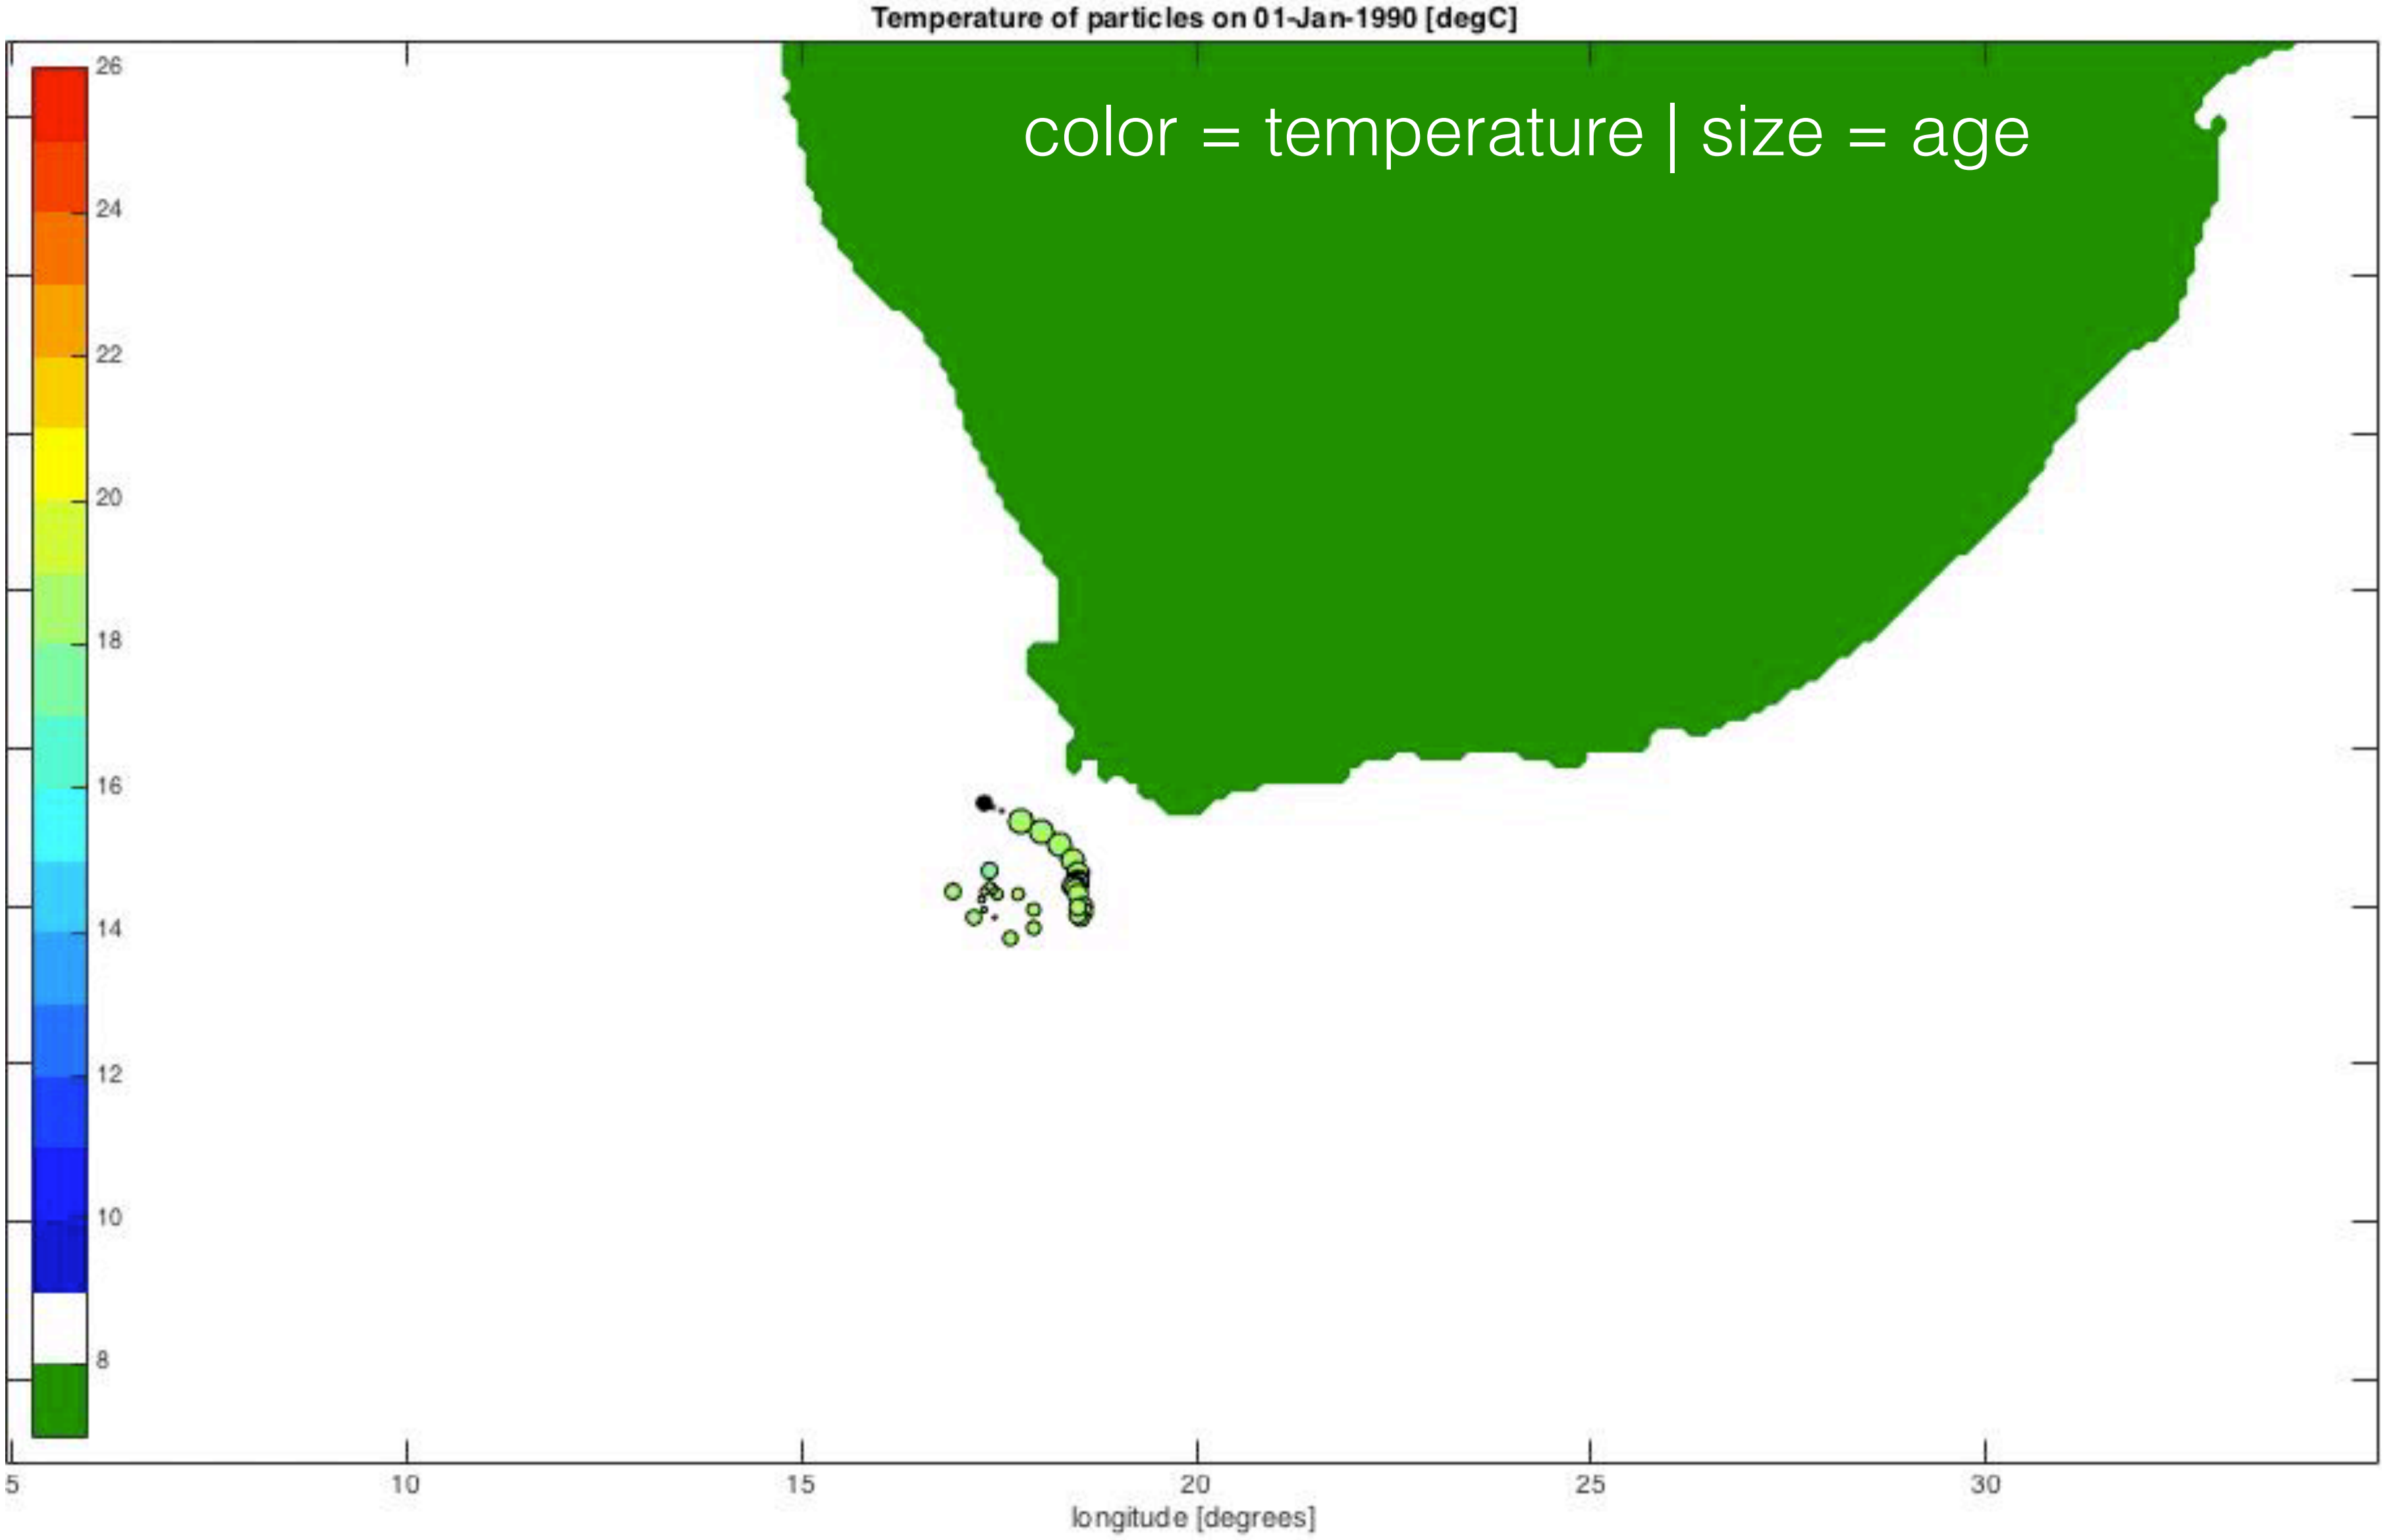 Temperature of particles on 01-Jan-1990 [degC]
color = temperature | size = age
26
24
22
20
18
16
14
12
10
8
5 10 15 20 25 30
longitude [degrees]